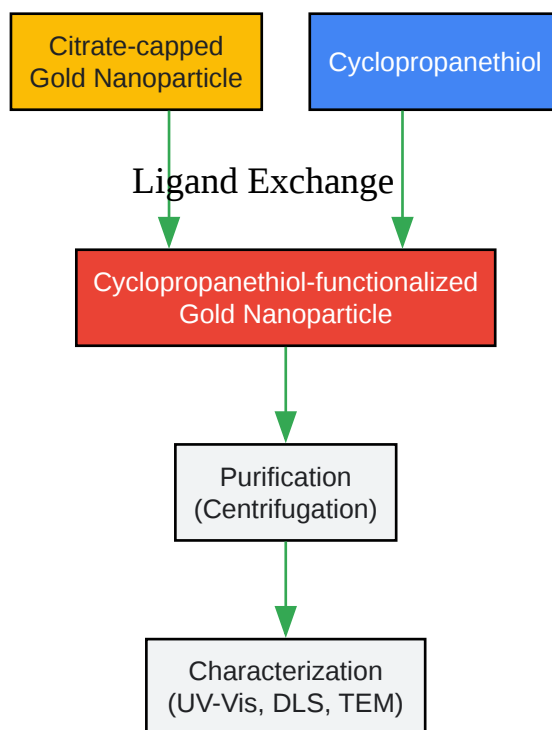 Citrate-capped
Gold Nanoparticle
Cyclopropanethiol
Ligand Exchange
Cyclopropanethiol-functionalized
Gold Nanoparticle
Purification
(Centrifugation)
Characterization
(UV-Vis, DLS, TEM)